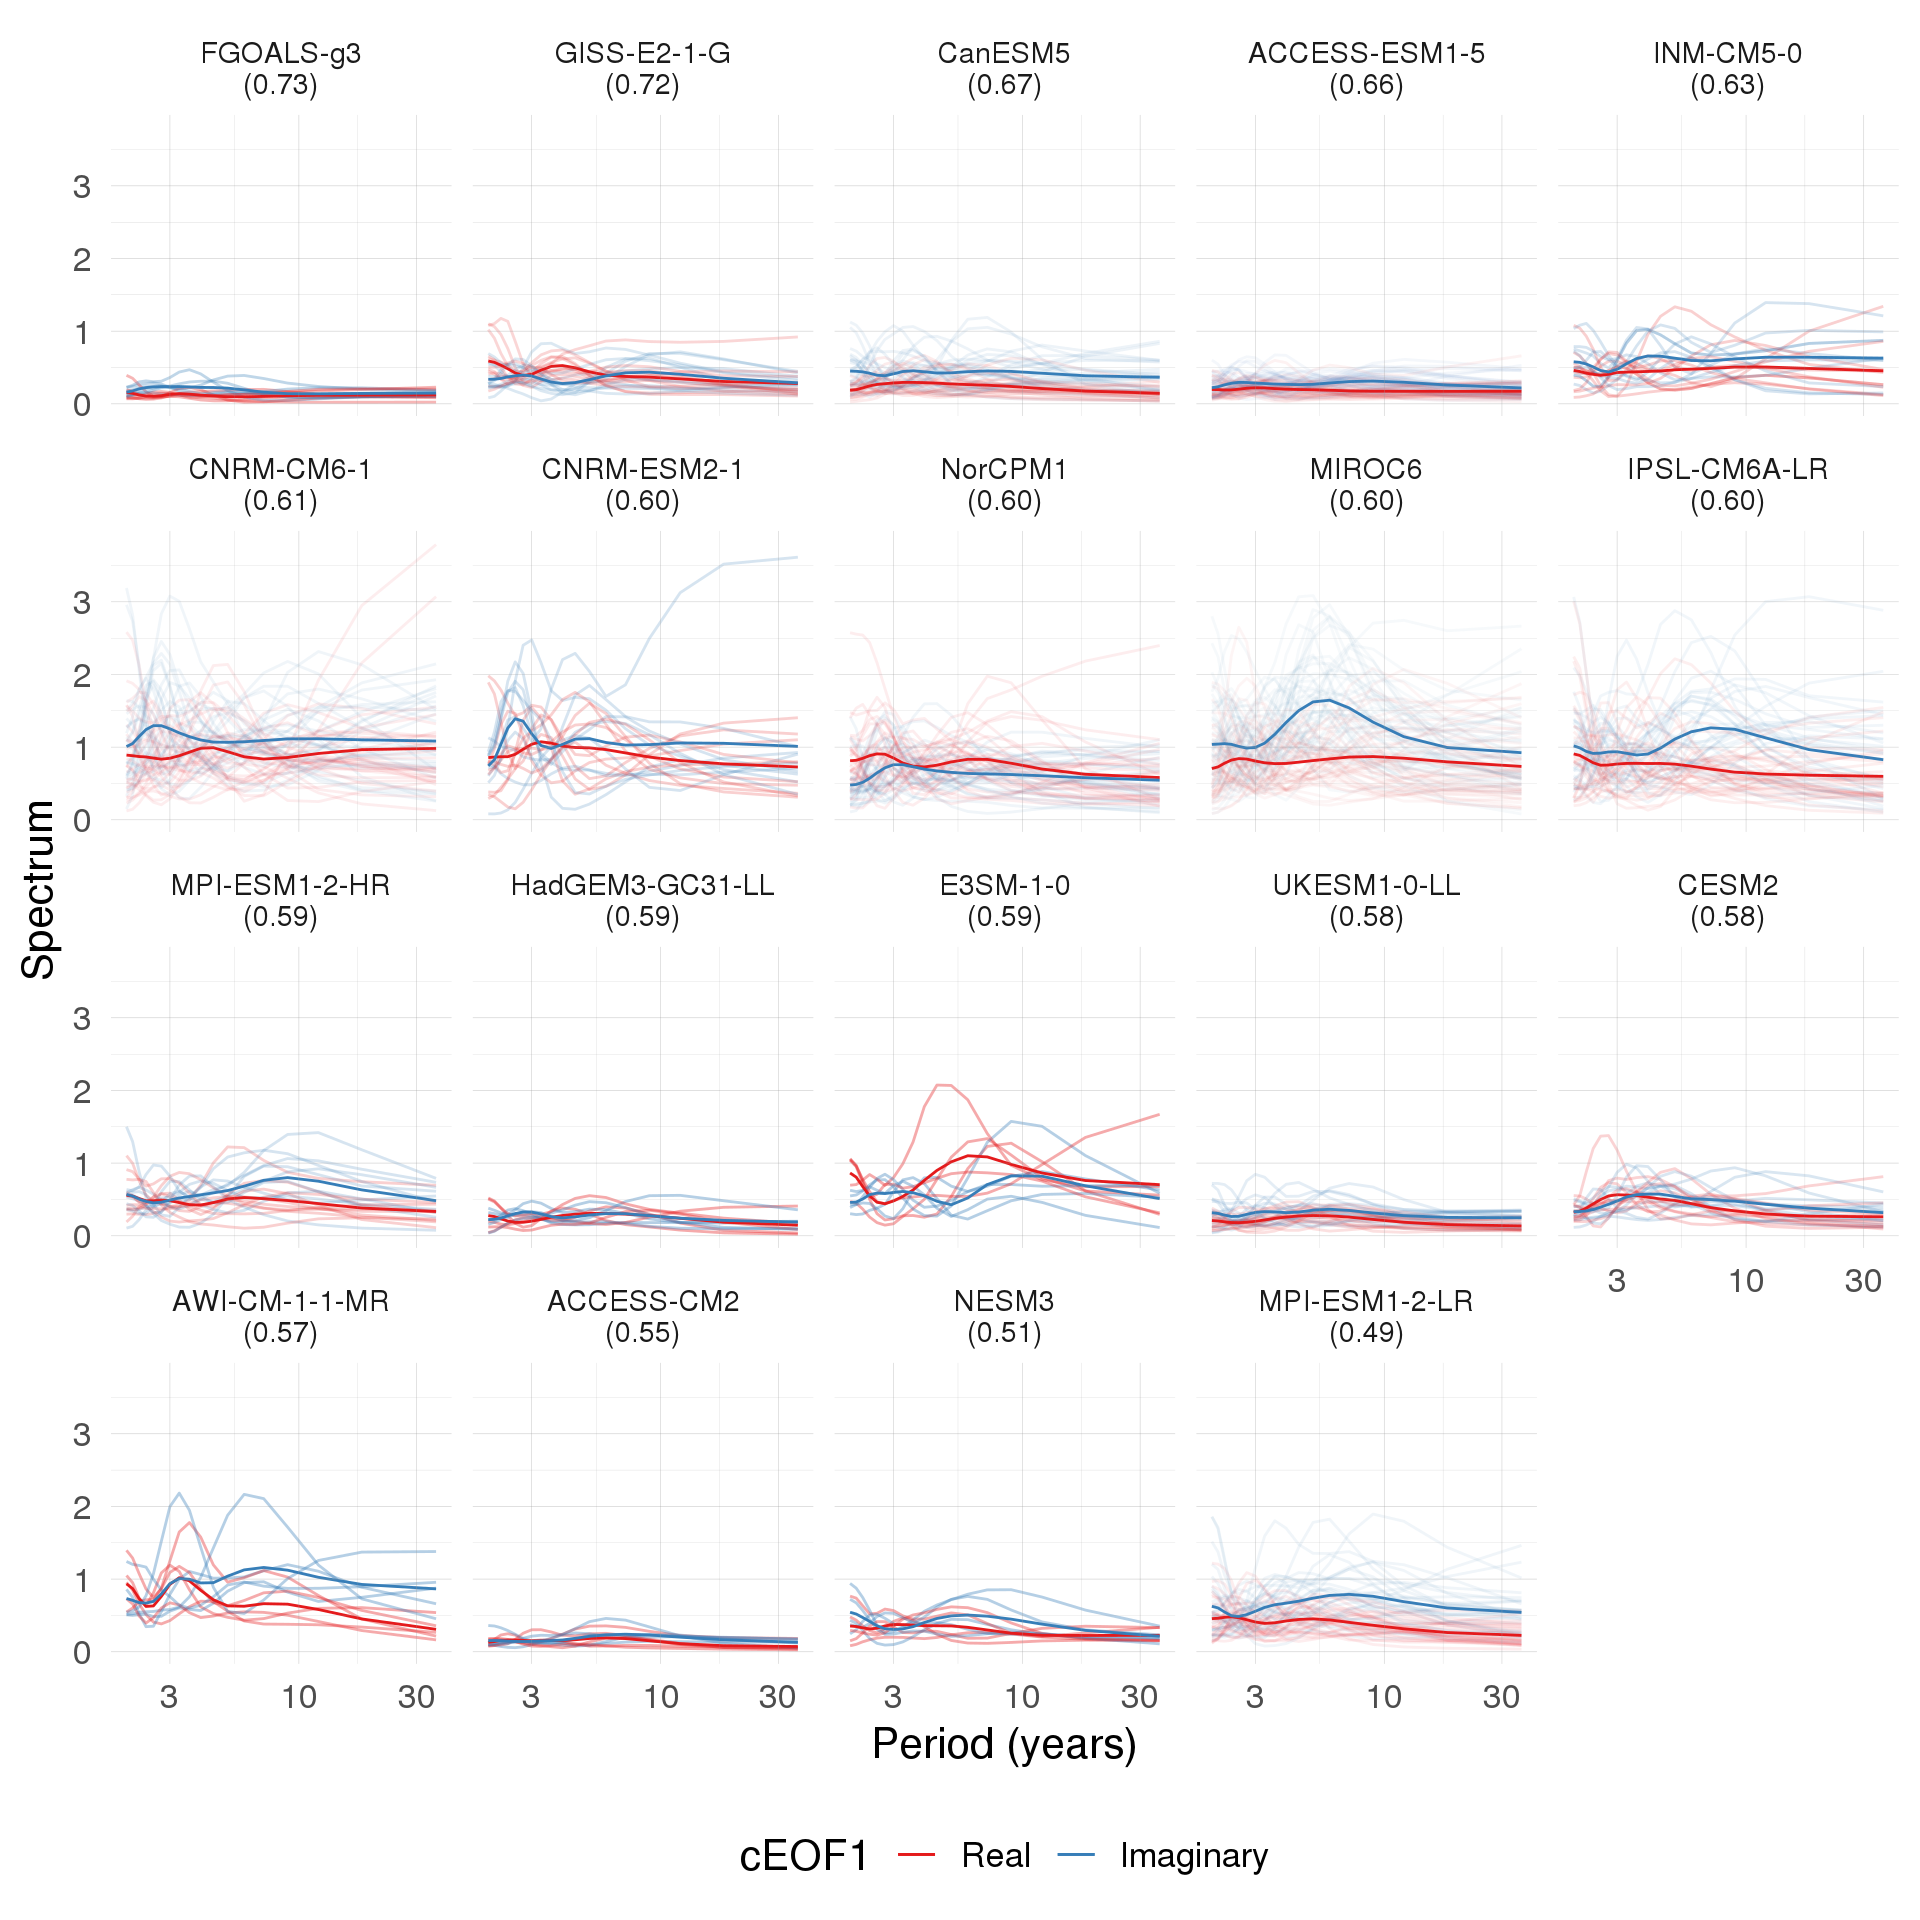 FGOALS-g3 GISS-E2-1-G CanESM5 ACCESS-ESM1-5 INM-CM5-0
(0.73) (0.72) (0.67) (0.66) (0.63)
3
2
1
0
CNRM-CM6-1 CNRM-ESM2-1 NorCPM1 MIROC6 IPSL-CM6A-LR
(0.61) (0.60) (0.60) (0.60) (0.60)
3
2
1
0
Spectrum
MPI-ESM1-2-HR HadGEM3-GC31-LL E3SM-1-0 UKESM1-0-LL CESM2
(0.59) (0.59) (0.59) (0.58) (0.58)
3
2
1
0
3 10 30
AWI-CM-1-1-MR ACCESS-CM2 NESM3 MPI-ESM1-2-LR
(0.57) (0.55) (0.51) (0.49)
3
2
1
0
3 10 30 3 10 30 3 10 30 3 10 30
Period (years)
cEOF1 Real Imaginary